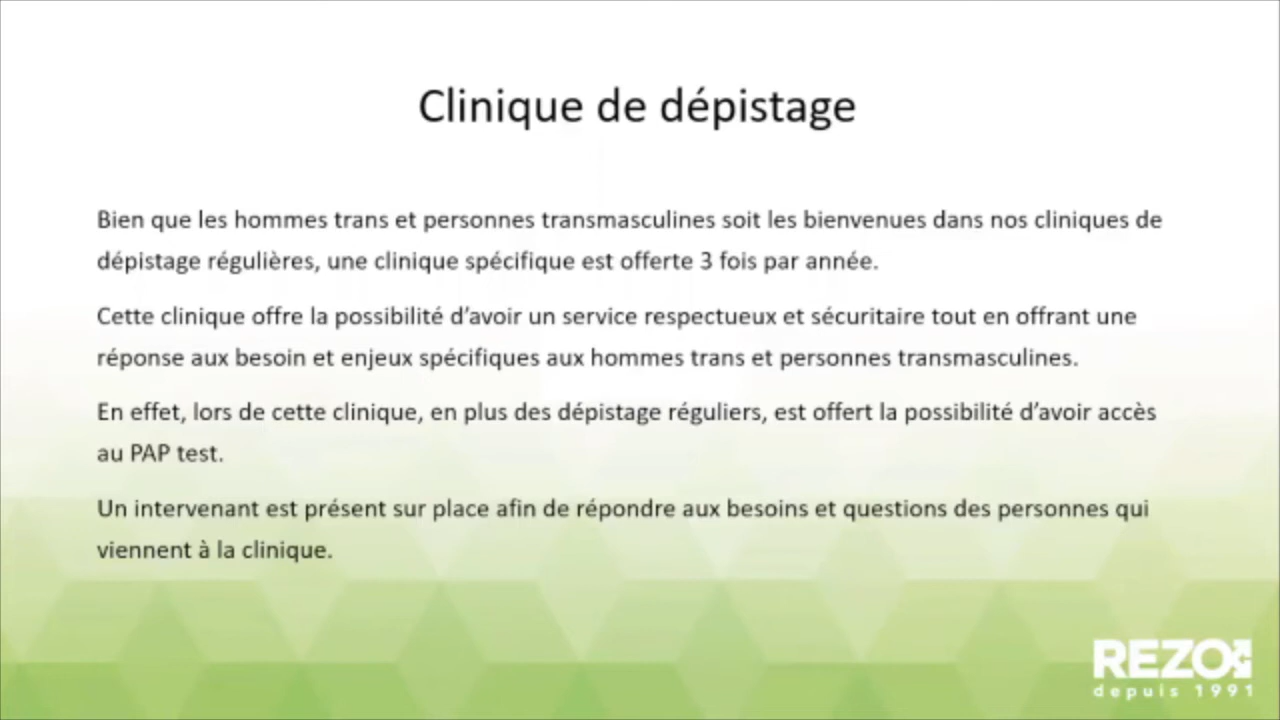 Clinique de dépistage
Bien que les hommes trans et personnes transmasculines soit les bienvenues dans nos cliniques de
dépistage régulières, une clinique spécifique est offerte 3 fois par année.
Cette clinique offre la possibilité d’avoir un service respectueux et sécuritaire tout en offrant une
réponse aux besoin et enjeux spécifiques aux hommes trans et personnes transmasculines.
En effet, lors de cette clinique, en plus des dépistage réguliers, est offert la possibilité d’avoir accès
au PAP test.
Un intervenant est présent sur place afin de répondre aux besoins et questions des personnes qui
viennent à la clinique.
REZO
depuis 1991